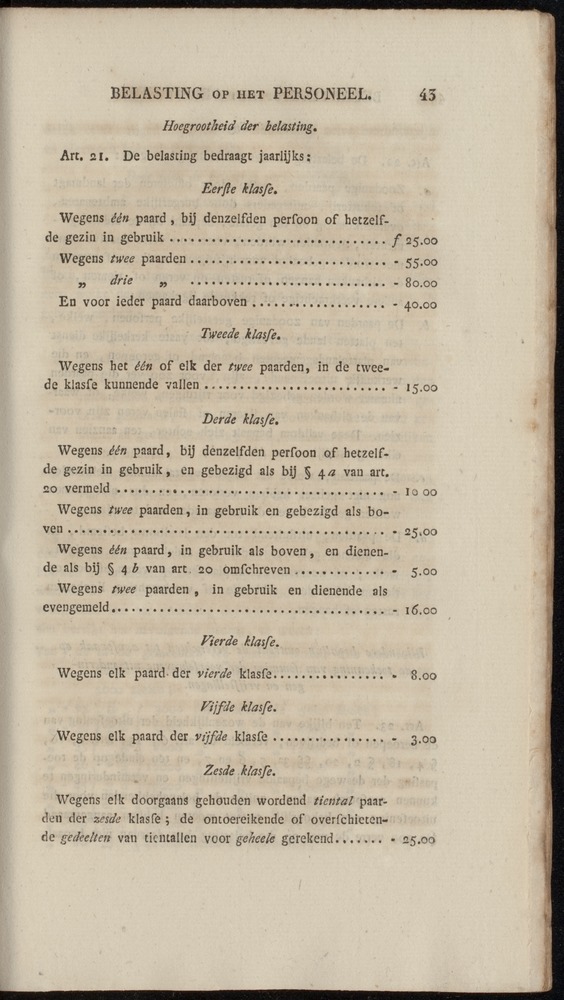 BELASTING OP HET PERSONEEL. 43
Hoegrootheid der belasting.
Art. 21. De belasting bedraagt jaarlijks:
Eerſte klasſe.
Wegens één paard, bij denzelfden perſoon of hetzelf-
de gezin in gebruik .............................. f 25.00
Wegens twee paarden ........................... - 55.00
„ drie „ ........................... - 80.00
En voor ieder paard daarboven ................... - 40.00
Tweede klasſe.
Wegens het één of elk der twee paarden, in de twee-
de klasſe kunnende vallen .......................... - 15.00
Derde klasſe.
Wegens één paard, bij denzelfden perſoon of hetzelf-
de gezin in gebruik, en gebezigd als bij § 4 a van art.
20 vermeld ...................................... - 10 00
Wegens twee paarden, in gebruik en gebezigd als bo-
ven ............................................. - 25.00
Wegens één paard, in gebruik als boven, en dienen-
de als bij § 4 b van art. 20 omſchreven ............. - 5.00
Wegens twee paarden, in gebruik en dienende als
evengemeld ...................................... - 16.00
Vierde klasſe.
Wegens elk paard der vierde klasſe ................ - 8.00
Vijfde klasſe.
Wegens elk paard der vijfde klasſe ................ - 3.00
Zesde klasſe.
Wegens elk doorgaans gehouden wordend tiental paar-
den der zesde klasſe; de ontoereikende of overſchieten-
de gedeelten van tientallen voor geheele gerekend ....... - 25.00